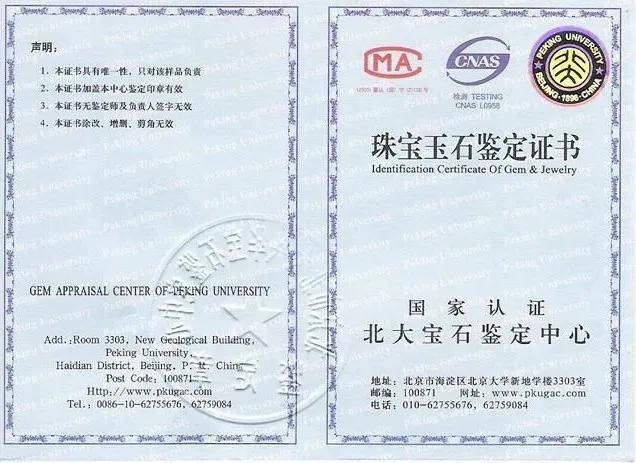 声明：
1. 本证书具有唯一性，只对该样品负责
2. 本证书加盖本中心鉴定印章有效
3. 本证书无鉴定师及负责人签字无效
4. 本证书涂改、增删、剪角无效
GEM APPRAISAL CENTER OF PEKING UNIVERSITY
Add.:Room 3303, New Geological Building,
Peking University,
Haidian District, Beijing, P. R. China
Post Code: 100871
Http://www.pkugac.com/
Tel.: 0086-10-62755676, 62759084
MA
CNAS
检测 TESTING
CNAS L0958
PEKING UNIVERSITY
BEIJING·1898·CHINA
珠宝玉石鉴定证书
Identification Certificate Of Gem & Jewelry
国家认证
北大宝石鉴定中心
地址: 北京市海淀区北京大学新地学楼3303室
邮编: 100871 网址: www.pkugac.com
电话: 010-62755676, 62759084
Peking University